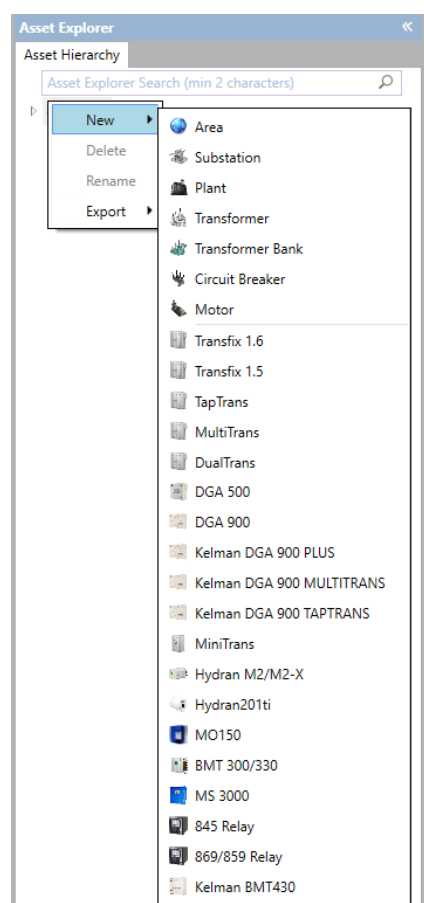 Asset Explorer
Asset Hierarchy
Asset Explorer Search (min 2 characters)
New
Delete
Rename
Export
Area
Substation
Plant
Transformer
Transformer Bank
Circuit Breaker
Motor
Transfix 1.6
Transfix 1.5
TapTrans
MultiTrans
DualTrans
DGA 500
DGA 900
Kelman DGA 900 PLUS
Kelman DGA 900 MULTITRANS
Kelman DGA 900 TAPTRANS
MiniTrans
Hydran M2/M2-X
Hydran201ti
MO150
BMT 300/330
MS 3000
845 Relay
869/859 Relay
Kelman BMT430